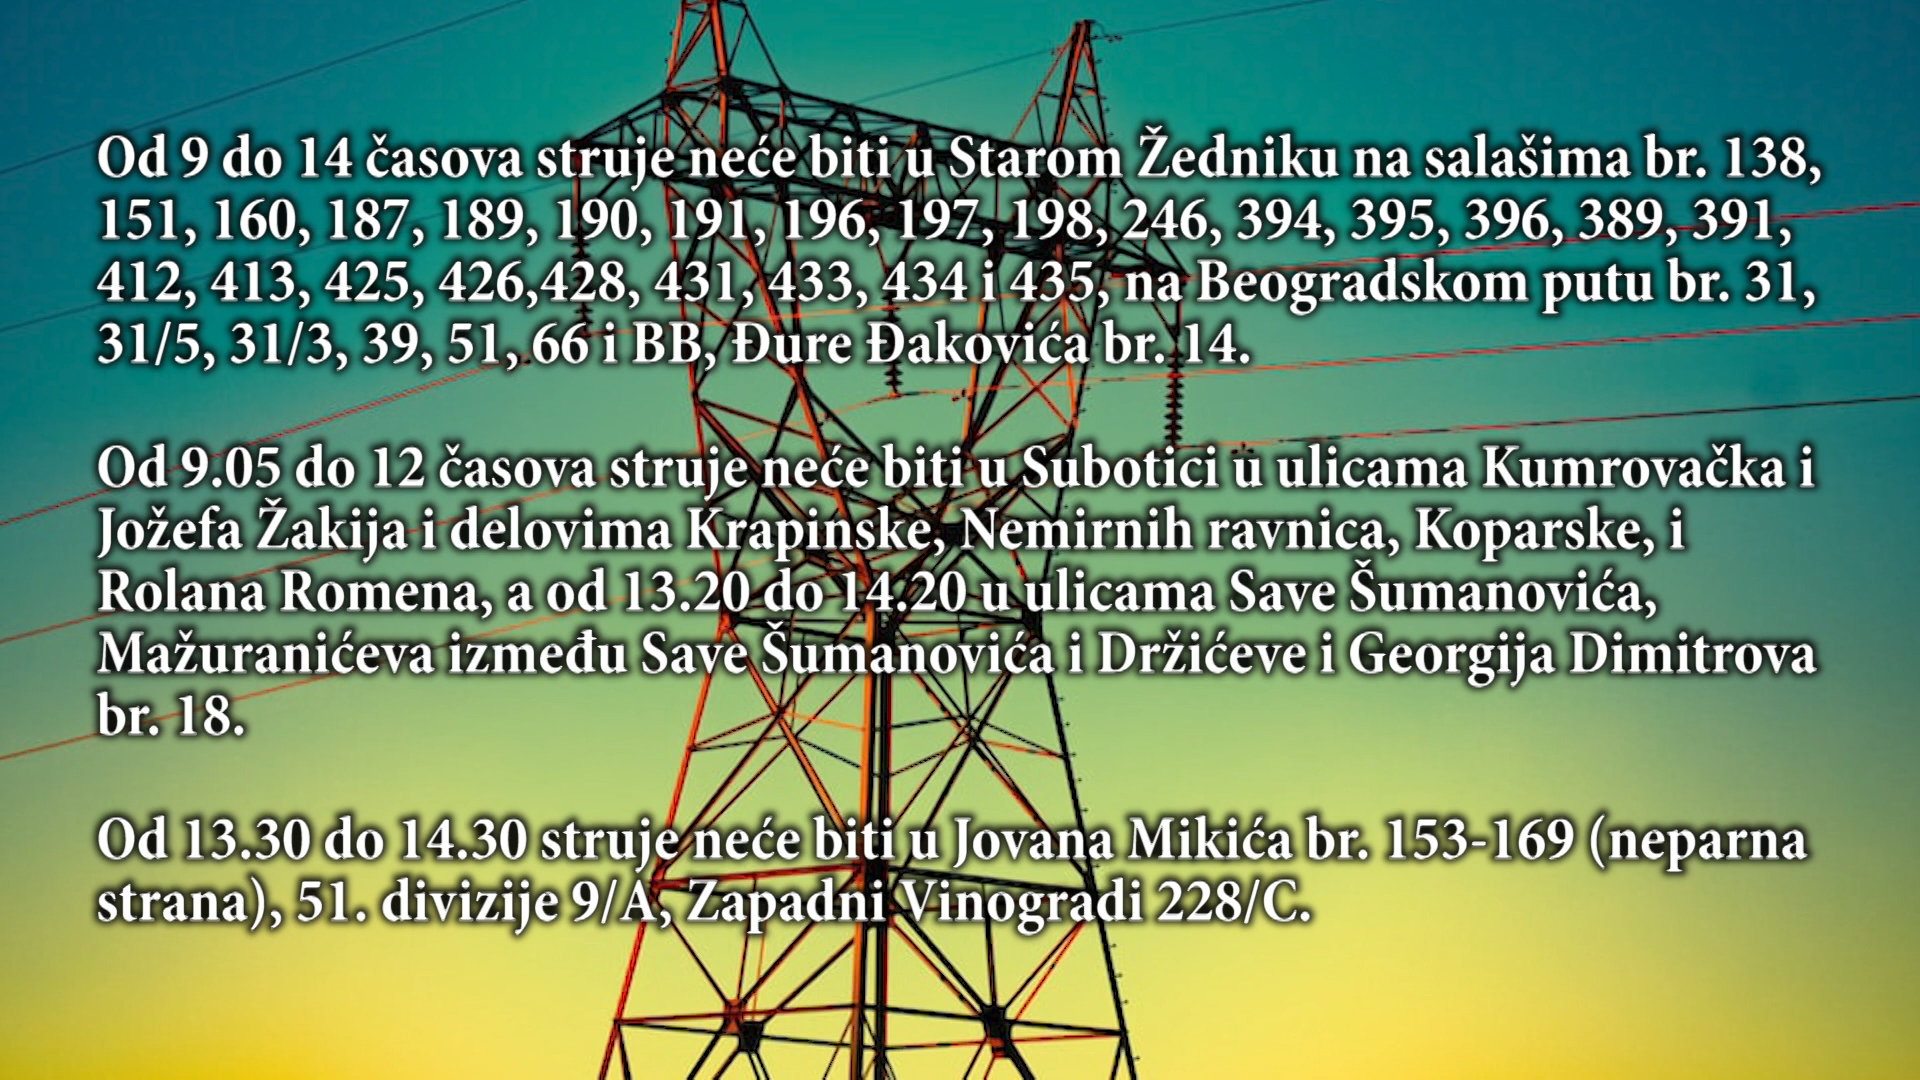 Od 9 do 14 časova struje neće biti u Starom Žedniku na salašima br. 138,
151, 160, 187, 189, 190, 191, 196, 197, 198, 246, 394, 395, 396, 389, 391,
412, 413, 425, 426,428, 431, 433, 434 i 435, na Beogradskom putu br. 31,
31/5, 31/3, 39, 51, 66 i BB, Đure Đakovića br. 14.
Od 9.05 do 12 časova struje neće biti u Subotici u ulicama Kumrovačka i
Jožefa Žakija i delovima Krapinske, Nemirnih ravnica, Koparske, i
Rolana Romena, a od 13.20 do 14.20 u ulicama Save Šumanovića,
Mažuranićeva između Save Šumanovića i Držićeve i Georgija Dimitrova
br. 18.
Od 13.30 do 14.30 struje neće biti u Jovana Mikića br. 153-169 (neparna
strana), 51. divizije 9/A, Zapadni Vinogradi 228/C.